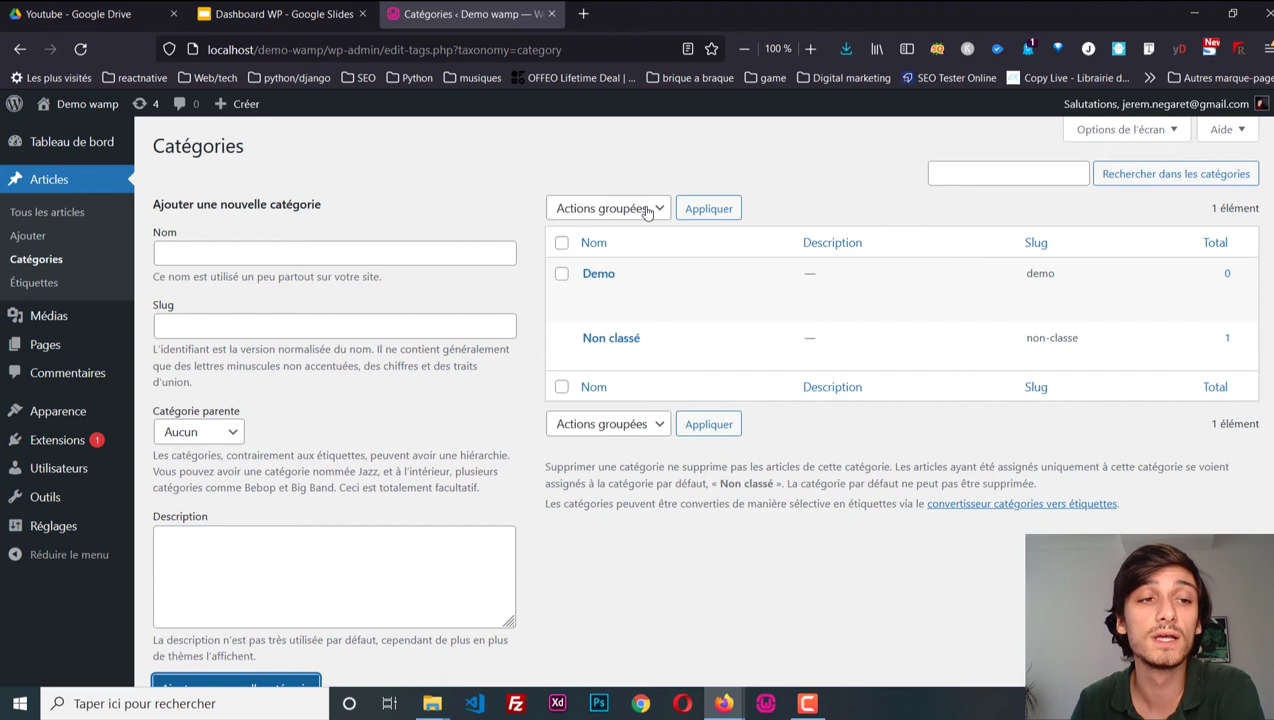 Youtube - Google Drive
Dashboard WP - Google Slides
Catégories ‹ Demo wamp — W
localhost/demo-wamp/wp-admin/edit-tags.php?taxonomy=category
100 %
1
New
Les plus visités
reactnative
Web/tech
python/django
SEO
Python
musiques
OFFEO Lifetime Deal | ...
brique a braque
game
Digital marketing
SEO Tester Online
Copy Live - Librairie d...
Autres marque-page
Demo wamp
4
0
Créer
Salutations, jerem.negaret@gmail.com
Tableau de bord
Articles
Tous les articles
Ajouter
Catégories
Étiquettes
Médias
Pages
Commentaires
Apparence
Extensions 1
Utilisateurs
Outils
Réglages
Réduire le menu
Options de l'écran
Aide
Catégories
Rechercher dans les catégories
Ajouter une nouvelle catégorie
Nom
Ce nom est utilisé un peu partout sur votre site.
Slug
L'identifiant est la version normalisée du nom. Il ne contient généralement
que des lettres minuscules non accentuées, des chiffres et des traits
d'union.
Catégorie parente
Aucun
Les catégories, contrairement aux étiquettes, peuvent avoir une hiérarchie.
Vous pouvez avoir une catégorie nommée Jazz, et à l'intérieur, plusieurs
catégories comme Bebop et Big Band. Ceci est totalement facultatif.
Description
La description n'est pas très utilisée par défaut, cependant de plus en plus
de thèmes l'affichent.
Actions groupées
Appliquer
1 élément
Nom Description Slug Total
Demo — demo 0
Non classé — non-classe 1
Nom Description Slug Total
Actions groupées
Appliquer
1 élément
Supprimer une catégorie ne supprime pas les articles de cette catégorie. Les articles ayant été assignés uniquement à cette catégorie se voient
assignés à la catégorie par défaut, « Non classé ». La catégorie par défaut ne peut pas être supprimée.
Les catégories peuvent être converties de manière sélective en étiquettes via le convertisseur catégories vers étiquettes.
Taper ici pour rechercher
Xd
Ps